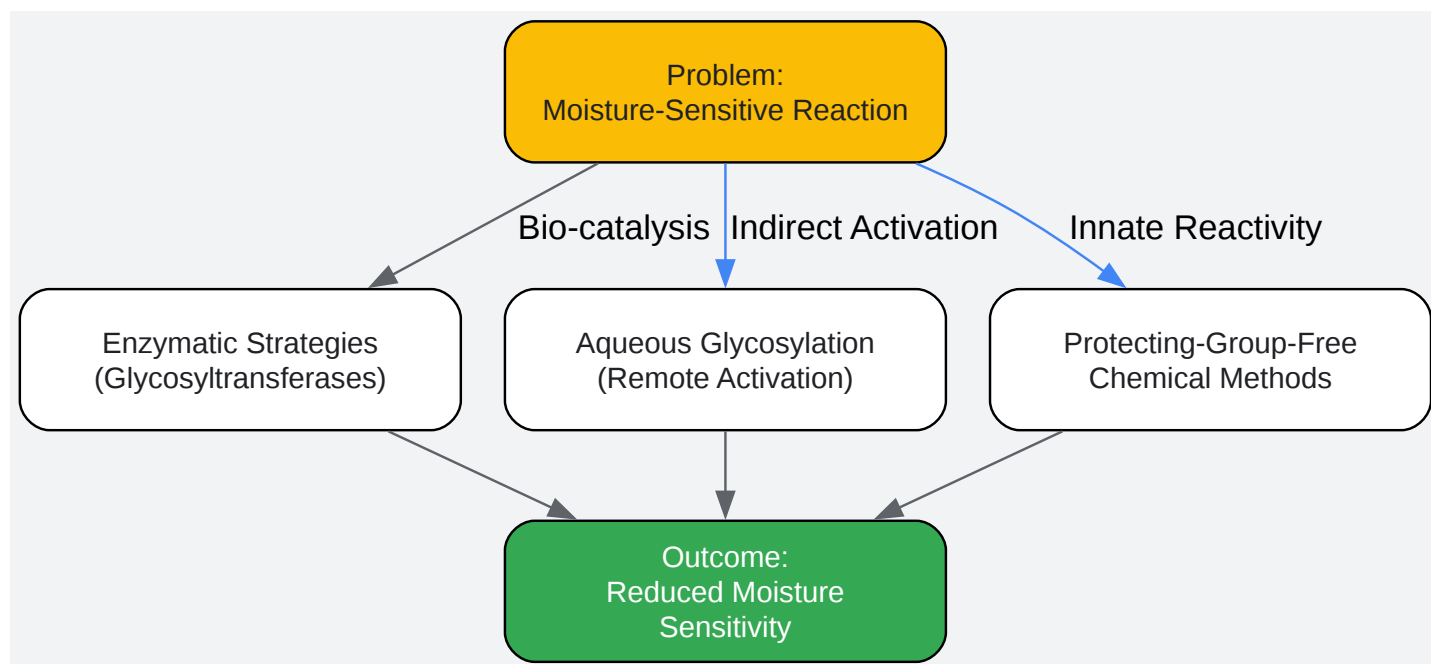 Problem:
Moisture-Sensitive Reaction
Bio-catalysis
Indirect Activation
Innate Reactivity
Enzymatic Strategies
(Glycosyltransferases)
Aqueous Glycosylation
(Remote Activation)
Protecting-Group-Free
Chemical Methods
Outcome:
Reduced Moisture
Sensitivity